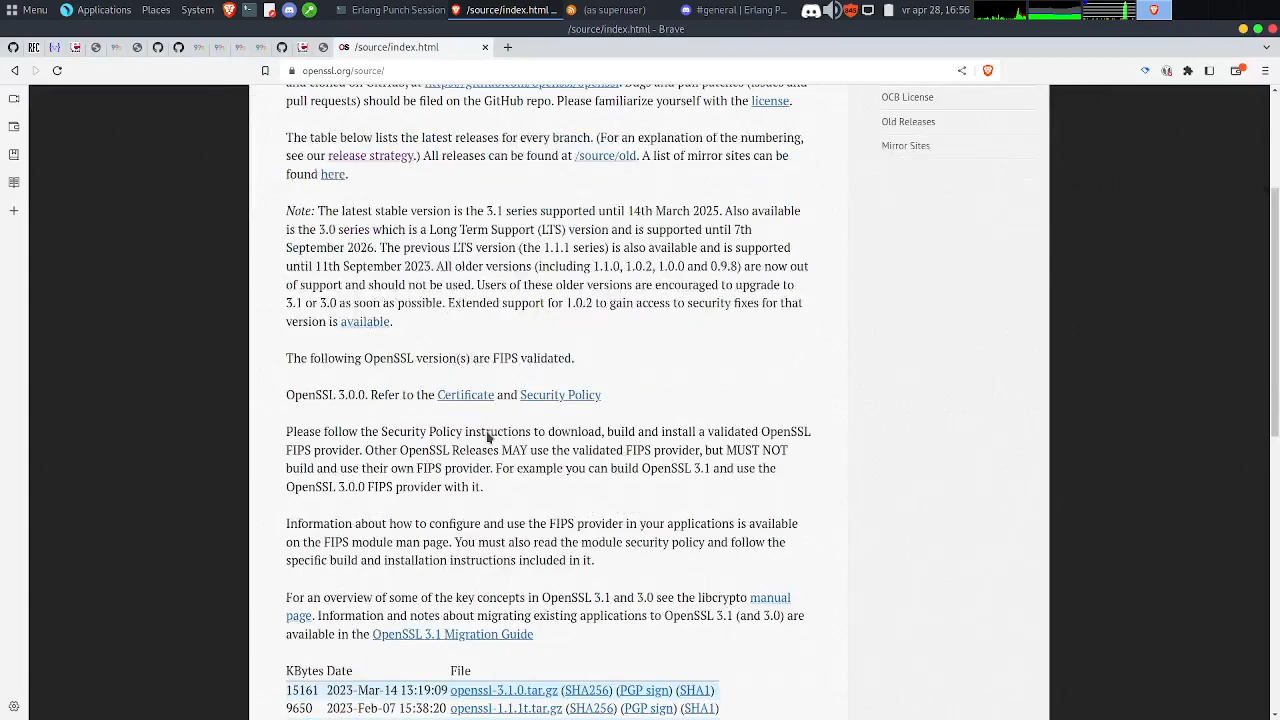 Menu Applications Places System Erlang Punch Session /source/index.html ... (as superuser) #general | Erlang P... vr apr 28, 16:56
/source/index.html - Brave
/source/index.html
openssl.org/source/
and cloned on GitHub, at https://github.com/openssl/openssl. Bugs and pull patches (issues and
pull requests) should be filed on the GitHub repo. Please familiarize yourself with the license.
OCB License
Old Releases
Mirror Sites
The table below lists the latest releases for every branch. (For an explanation of the numbering,
see our release strategy.) All releases can be found at /source/old. A list of mirror sites can be
found here.
Note: The latest stable version is the 3.1 series supported until 14th March 2025. Also available
is the 3.0 series which is a Long Term Support (LTS) version and is supported until 7th
September 2026. The previous LTS version (the 1.1.1 series) is also available and is supported
until 11th September 2023. All older versions (including 1.1.0, 1.0.2, 1.0.0 and 0.9.8) are now out
of support and should not be used. Users of these older versions are encouraged to upgrade to
3.1 or 3.0 as soon as possible. Extended support for 1.0.2 to gain access to security fixes for that
version is available.
The following OpenSSL version(s) are FIPS validated.
OpenSSL 3.0.0. Refer to the Certificate and Security Policy
Please follow the Security Policy instructions to download, build and install a validated OpenSSL
FIPS provider. Other OpenSSL Releases MAY use the validated FIPS provider, but MUST NOT
build and use their own FIPS provider. For example you can build OpenSSL 3.1 and use the
OpenSSL 3.0.0 FIPS provider with it.
Information about how to configure and use the FIPS provider in your applications is available
on the FIPS module man page. You must also read the module security policy and follow the
specific build and installation instructions included in it.
For an overview of some of the key concepts in OpenSSL 3.1 and 3.0 see the libcrypto manual
page. Information and notes about migrating existing applications to OpenSSL 3.1 (and 3.0) are
available in the OpenSSL 3.1 Migration Guide
KBytes Date File
15161 2023-Mar-14 13:19:09 openssl-3.1.0.tar.gz (SHA256) (PGP sign) (SHA1)
9650 2023-Feb-07 15:38:20 openssl-1.1.1t.tar.gz (SHA256) (PGP sign) (SHA1)